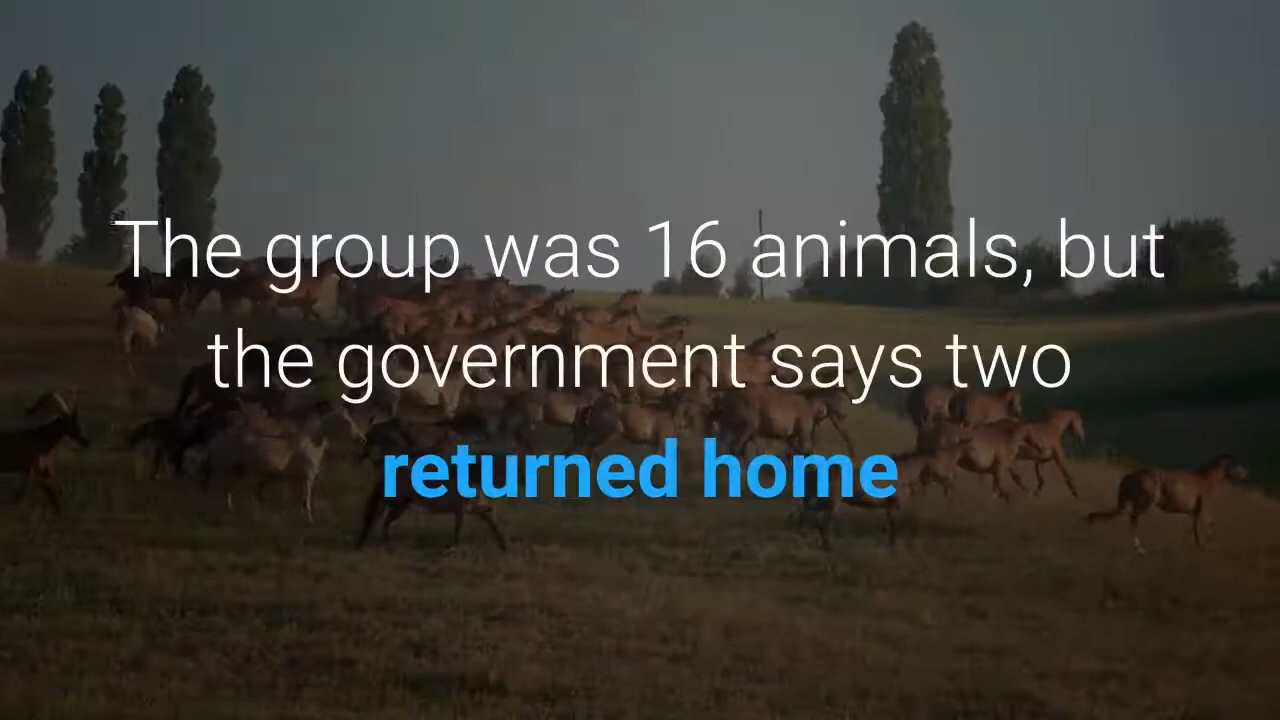 The group was 16 animals, but
the government says two
returned home